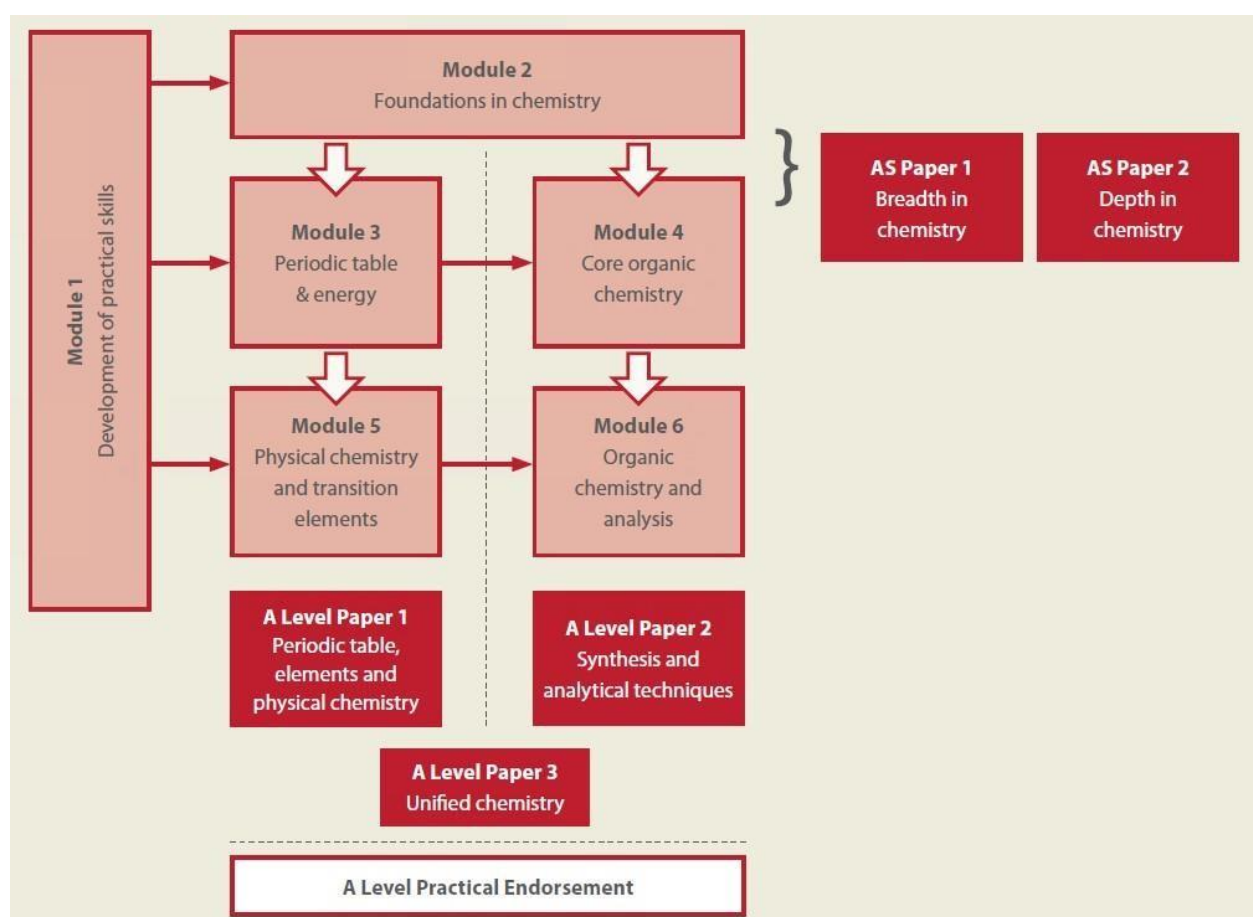 Module 1
Development of practical skills
Module 2
Foundations in chemistry
Module 3
Periodic table
& energy
Module 4
Core organic
chemistry
}
AS Paper 1
Breadth in
chemistry
AS Paper 2
Depth in
chemistry
Module 5
Physical chemistry
and transition
elements
Module 6
Organic
chemistry and
analysis
A Level Paper 1
Periodic table,
elements and
physical chemistry
A Level Paper 2
Synthesis and
analytical techniques
A Level Paper 3
Unified chemistry
A Level Practical Endorsement